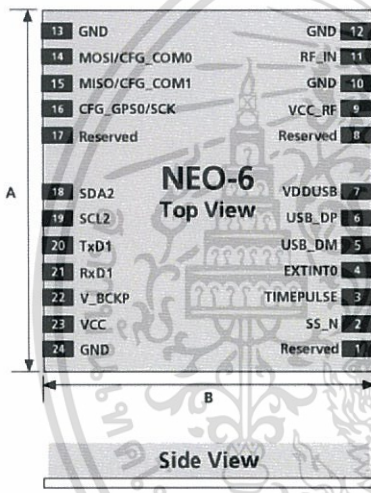 13 GND GND 12
14 MOSI/CFG_COM0 RF_IN 11
15 MISO/CFG_COM1 GND 10
16 CFG_GPS0/SCK VCC_RF 9
17 Reserved Reserved 8
NEO-6
Top View
A
18 SDA2 VDDUSB 7
19 SCL2 USB_DP 6
20 TxD1 USB_DM 5
21 RxD1 EXTINT0 4
22 V_BCKP TIMEPULSE 3
23 VCC SS_N 2
24 GND Reserved 1
B
Side View